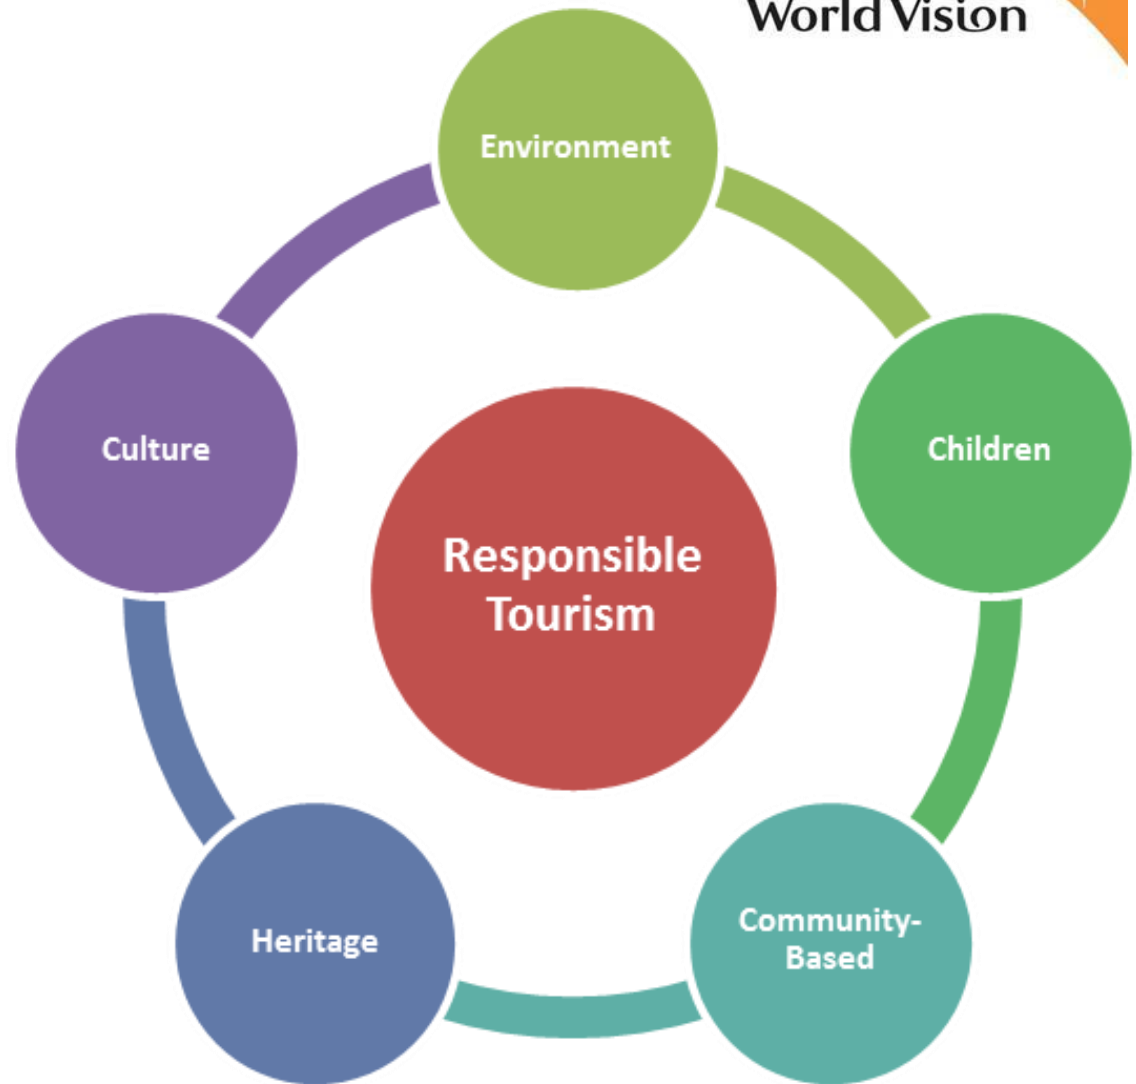 World Vision
Environment
Children
Culture
Responsible
Tourism
Community-
Based
Heritage